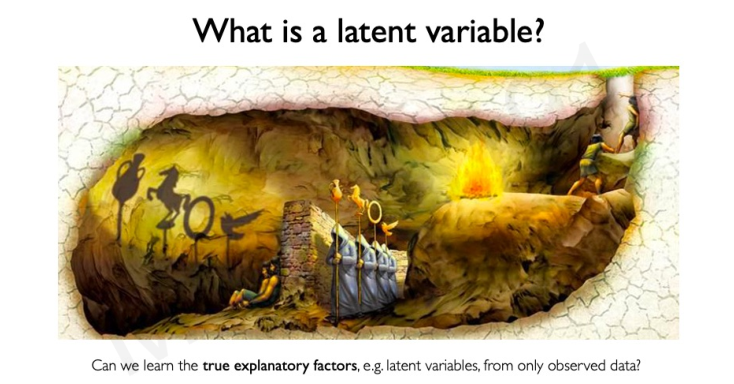 What is a latent variable?
Can we learn the true explanatory factors, e.g. latent variables, from only observed data?